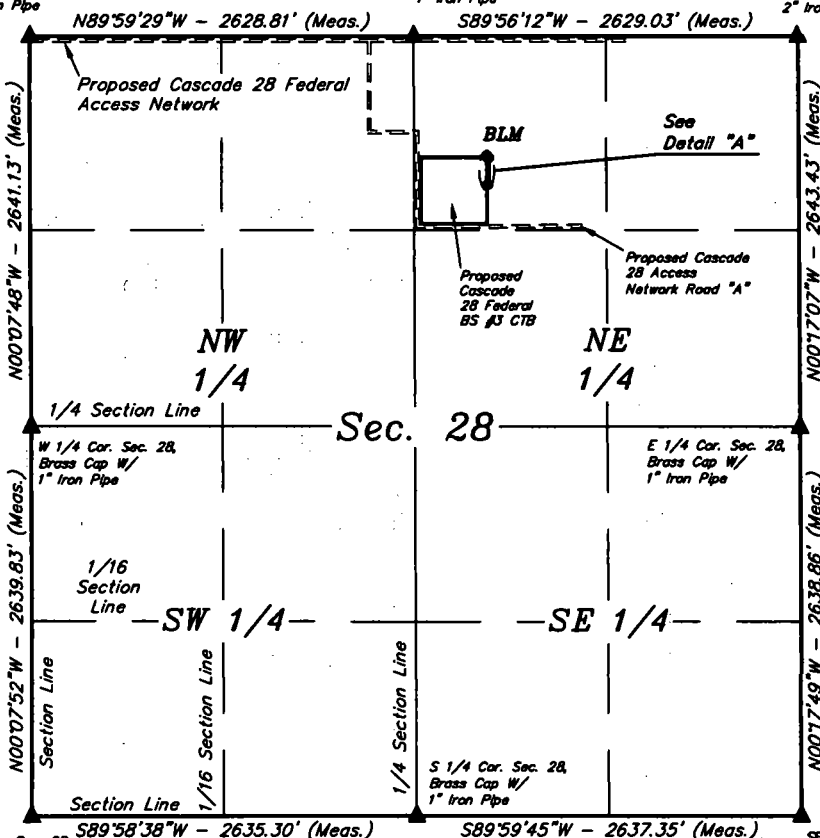 Pipe
1" Iron Pipe
2" Iro
N89°59'29"W - 2628.81' (Meas.)
S89°56'12"W - 2629.03' (Meas.)
Proposed Cascade 28 Federal
Access Network
BLM
See
Detail "A"
N00°07'48"W - 2641.13' (Meas.)
N00°17'07"W - 2643.43' (Meas.)
Proposed
Cascade
28 Federal
BS #3 CTB
Proposed Cascade
28 Access
Network Road "A"
NW
1/4
NE
1/4
1/4 Section Line
Sec. 28
W 1/4 Cor. Sec. 28,
Brass Cap W/
1" Iron Pipe
E 1/4 Cor. Sec. 28,
Brass Cap W/
1" Iron Pipe
N00°07'52"W - 2639.83' (Meas.)
N00°17'49"W - 2638.86' (Meas.)
1/16
Section
Line
SW 1/4
SE 1/4
Section Line
1/16 Section Line
1/4 Section Line
S 1/4 Cor. Sec. 28,
Brass Cap W/
1" Iron Pipe
Section Line
S89°58'38"W - 2635.30' (Meas.)
S89°59'45"W - 2637.35' (Meas.)